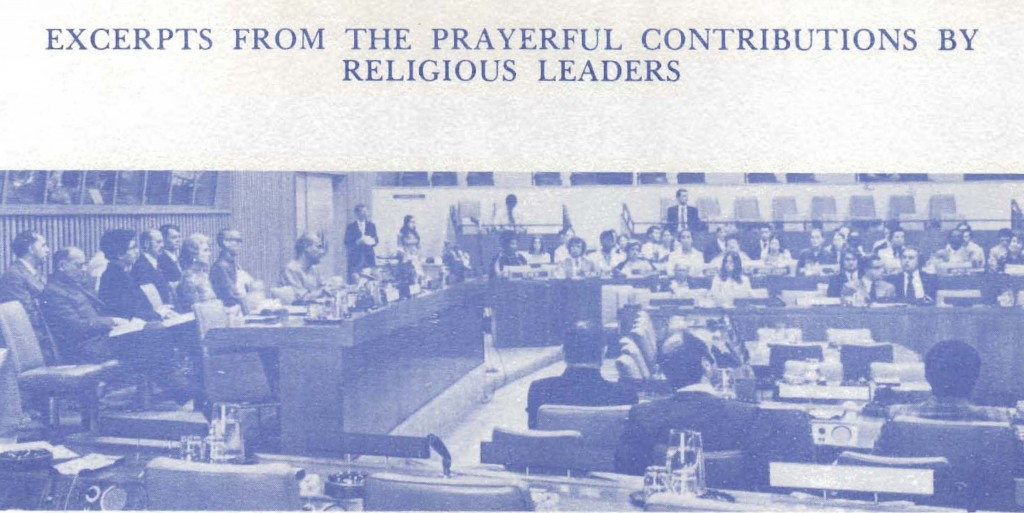 EXCERPTS FROM THE PRAYERFUL CONTRIBUTIONS BY
RELIGIOUS LEADERS